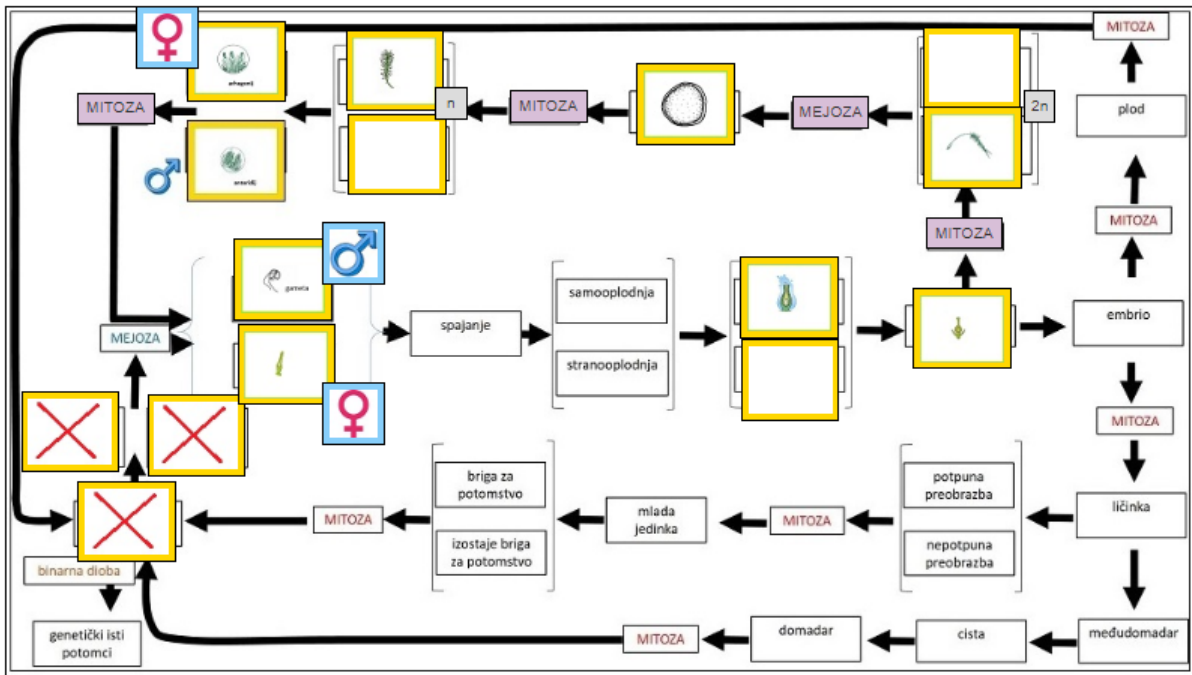 MITOZA
arhegonij
MITOZA
n
MITOZA
MEJOZA
2n
plod
anteridij
MITOZA
MITOZA
gameta
samooplodnja
spajanje
embrio
MEJOZA
stranooplodnja
MITOZA
briga za
potomstvo
potpuna
preobrazba
MITOZA
mlada
jedinka
MITOZA
ličinka
izostaje briga
za potomstvo
nepotpuna
preobrazba
binarna dioba
genetički isti
potomci
MITOZA
domadar
cista
međudomadar